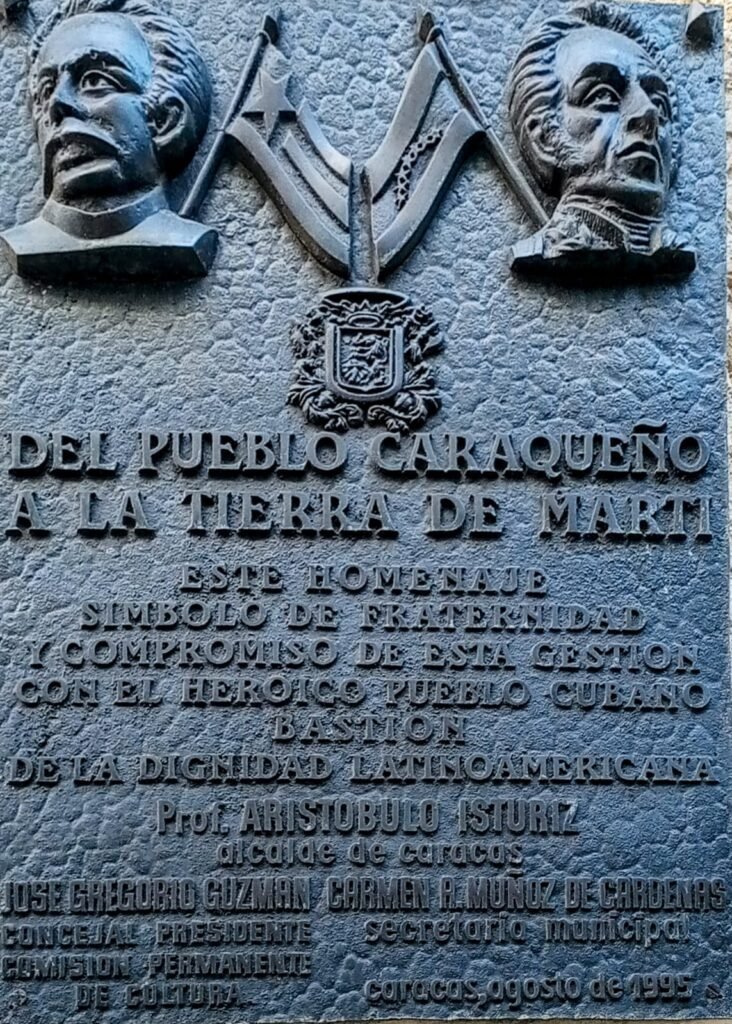 DEL PUEBLO CARAQUEÑO
A LA TIERRA DE MARTI
ESTE HOMENAJE
SIMBOLO DE FRATERNIDAD
Y COMPROMISO DE ESTA GESTION
CON EL HEROICO PUEBLO CUBANO
BASTION
DE LA DIGNIDAD LATINOAMERICANA
Prof. ARISTOBULO ISTURIZ
alcalde de caracas
JOSE GREGORIO GUZMAN
CONCEJAL PRESIDENTE
COMISION PERMANENTE
DE CULTURA
CARMEN A. MUÑOZ DE CARDENAS
secretaria municipal
caracas, agosto de 1995